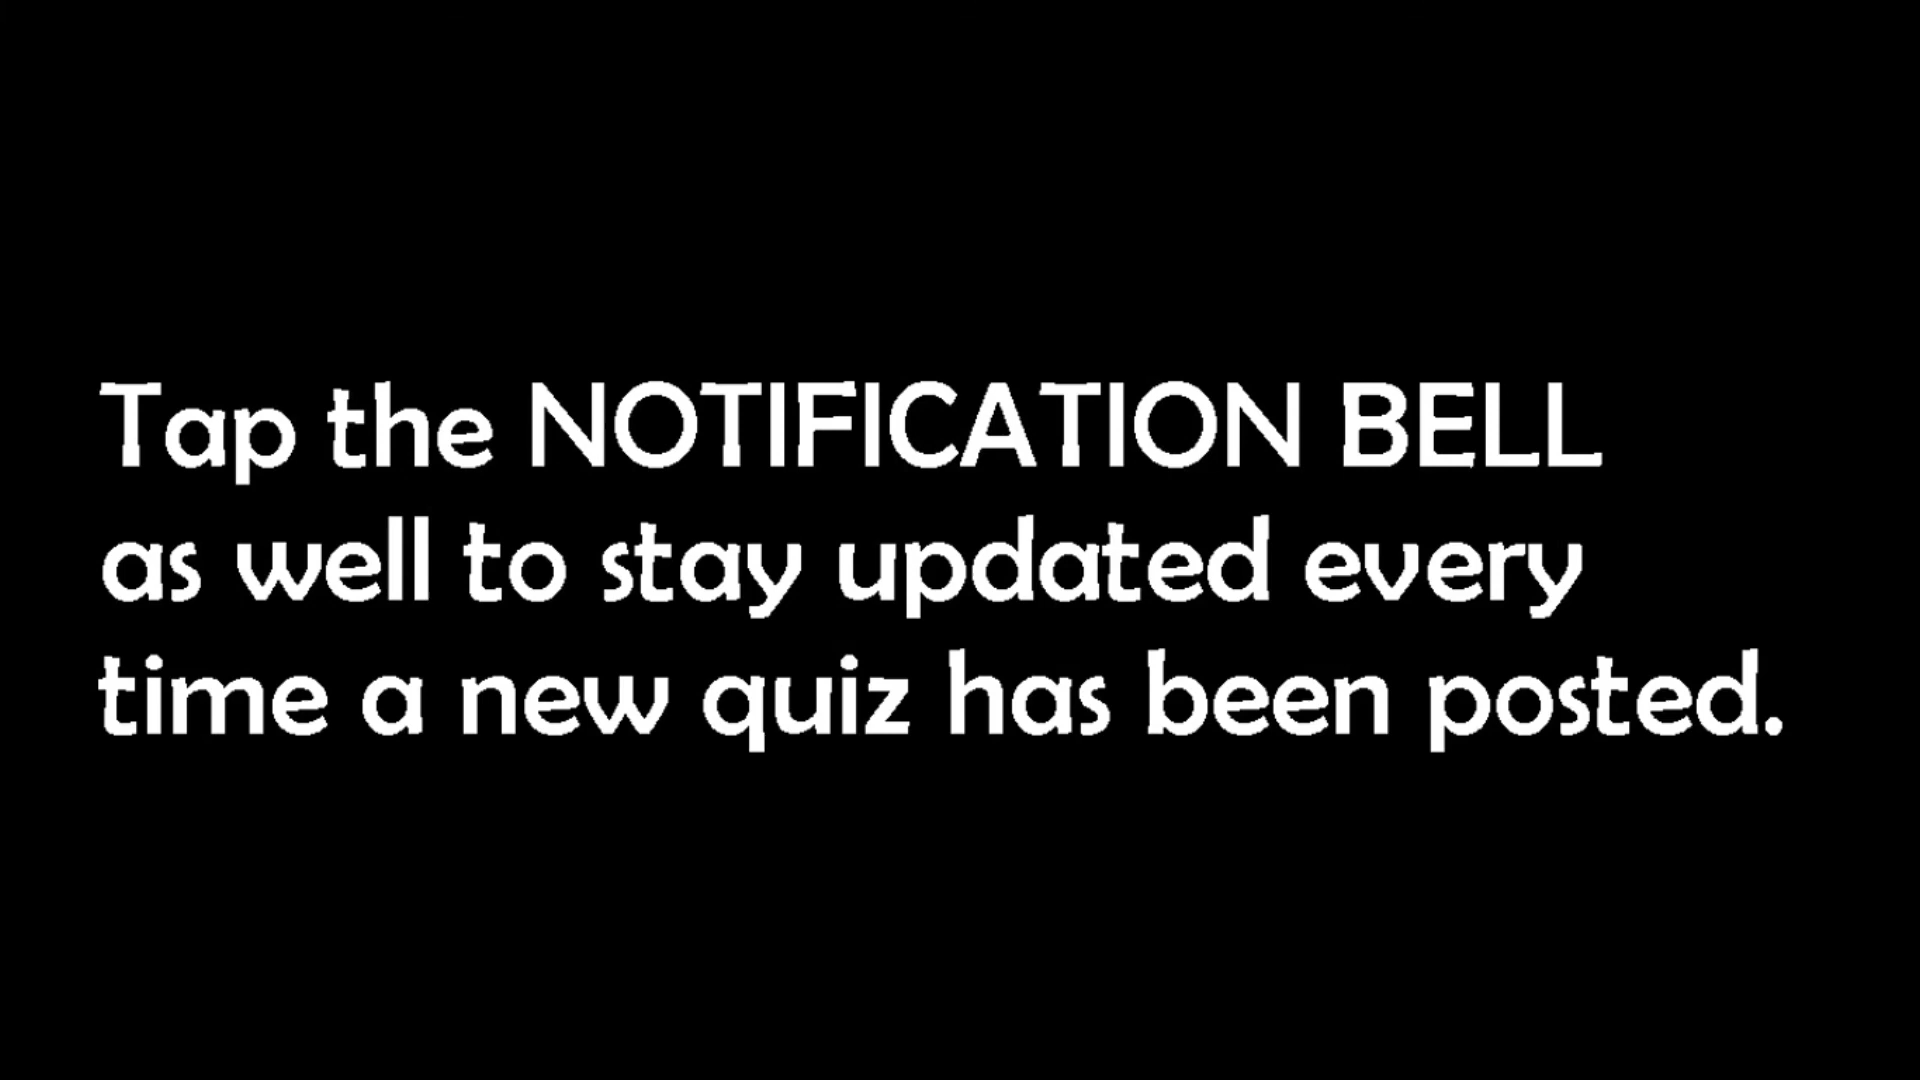 Tap the NOTIFICATION BELL
as well to stay updated every
time a new quiz has been posted.